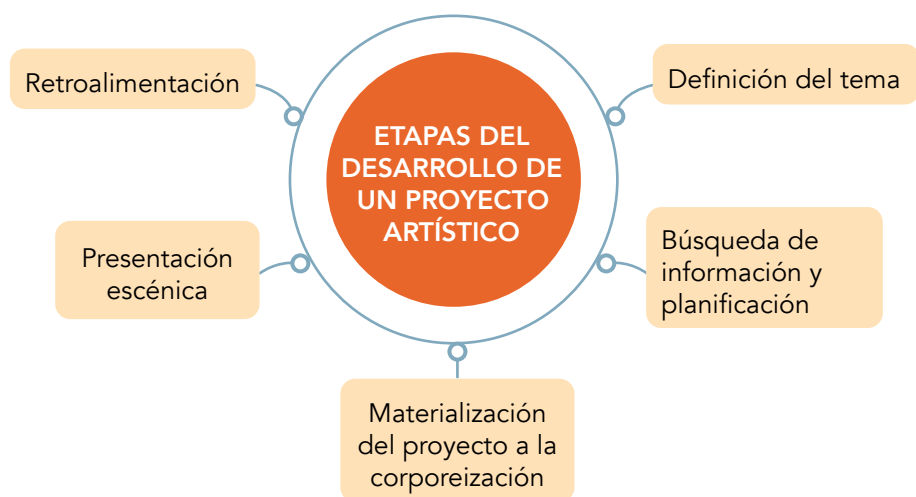 ETAPAS DEL
DESARROLLO DE
UN PROYECTO
ARTÍSTICO
Definición del tema
Búsqueda de
información y
planificación
Materialización
del proyecto a la
corporeización
Presentación
escénica
Retroalimentación